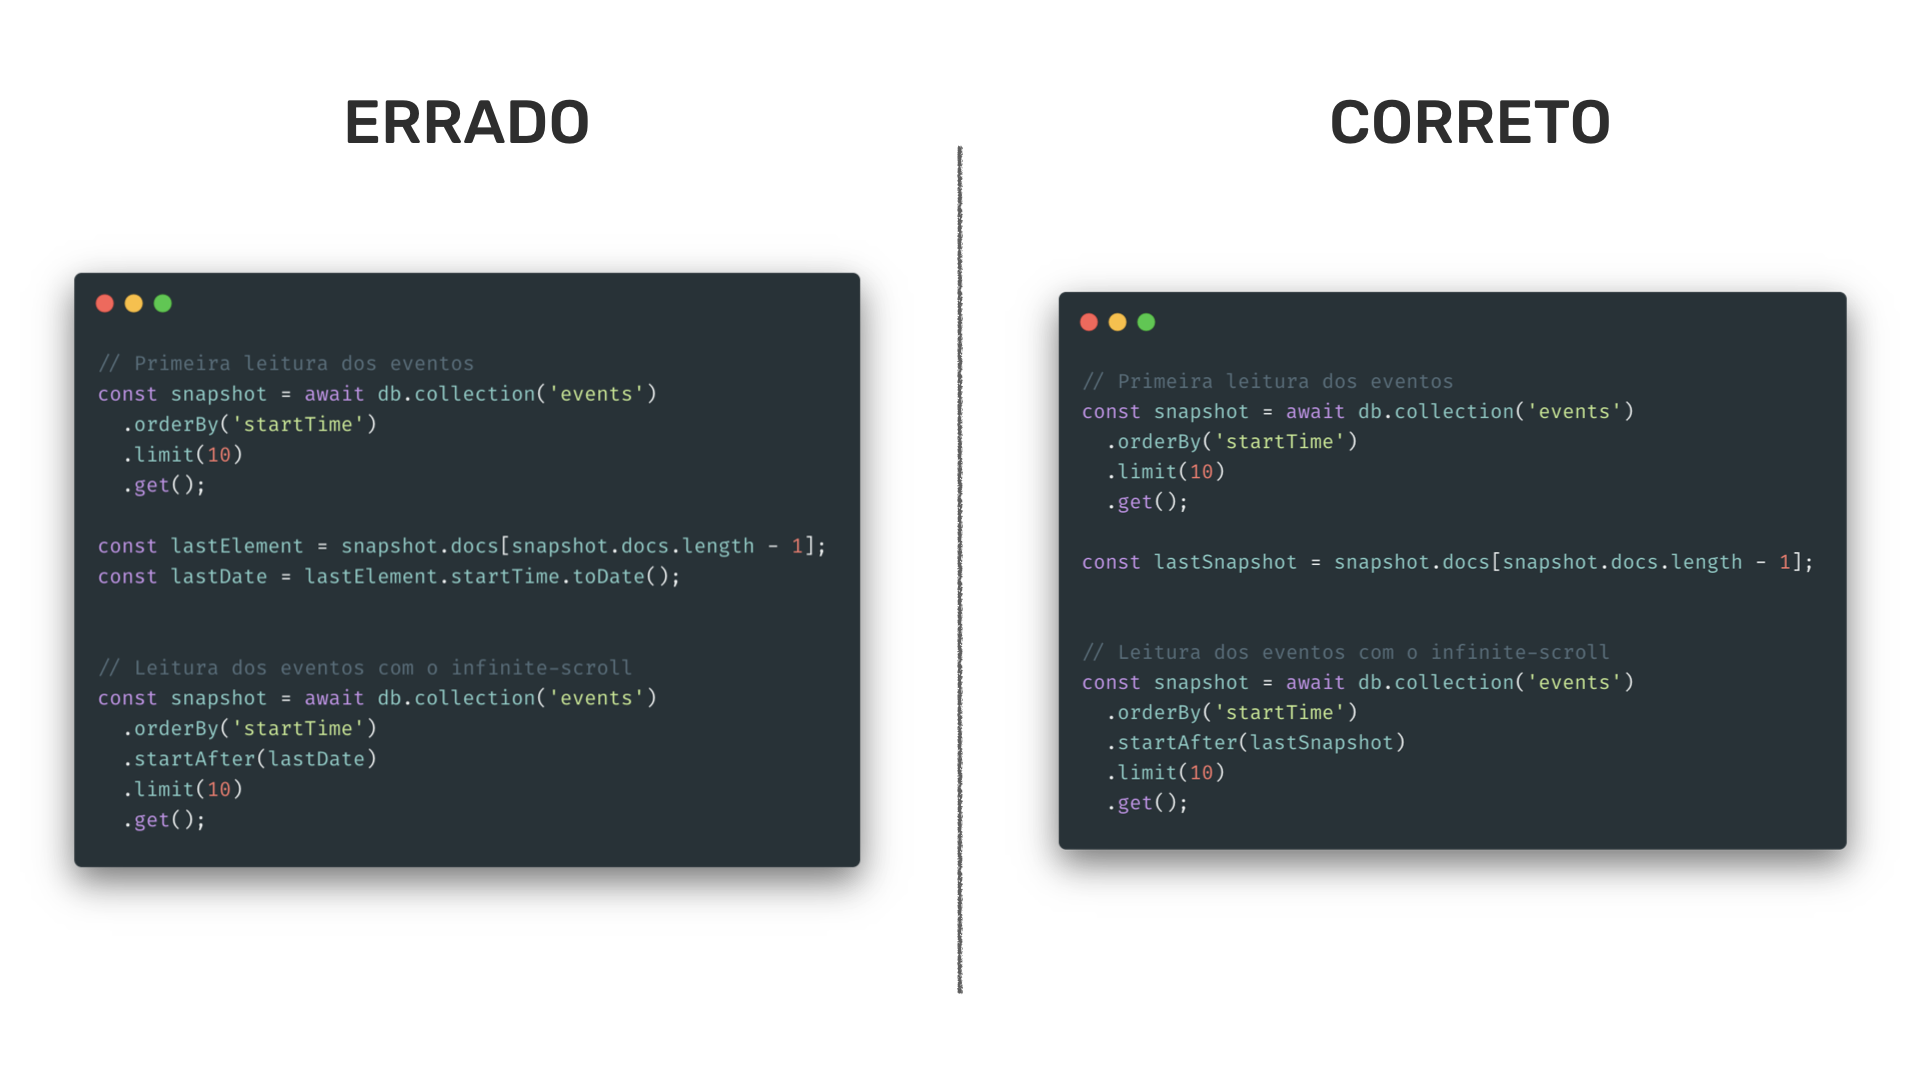 ERRADO
// Primeira leitura dos eventos
const snapshot = await db.collection('events')
  .orderBy('startTime')
  .limit(10)
  .get();
const lastElement = snapshot.docs[snapshot.docs.length - 1];
const lastDate = lastElement.startTime.toDate();
// Leitura dos eventos com o infinite-scroll
const snapshot = await db.collection('events')
  .orderBy('startTime')
  .startAfter(lastDate)
  .limit(10)
  .get();
CORRETO
// Primeira leitura dos eventos
const snapshot = await db.collection('events')
  .orderBy('startTime')
  .limit(10)
  .get();
const lastSnapshot = snapshot.docs[snapshot.docs.length - 1];
// Leitura dos eventos com o infinite-scroll
const snapshot = await db.collection('events')
  .orderBy('startTime')
  .startAfter(lastSnapshot)
  .limit(10)
  .get();